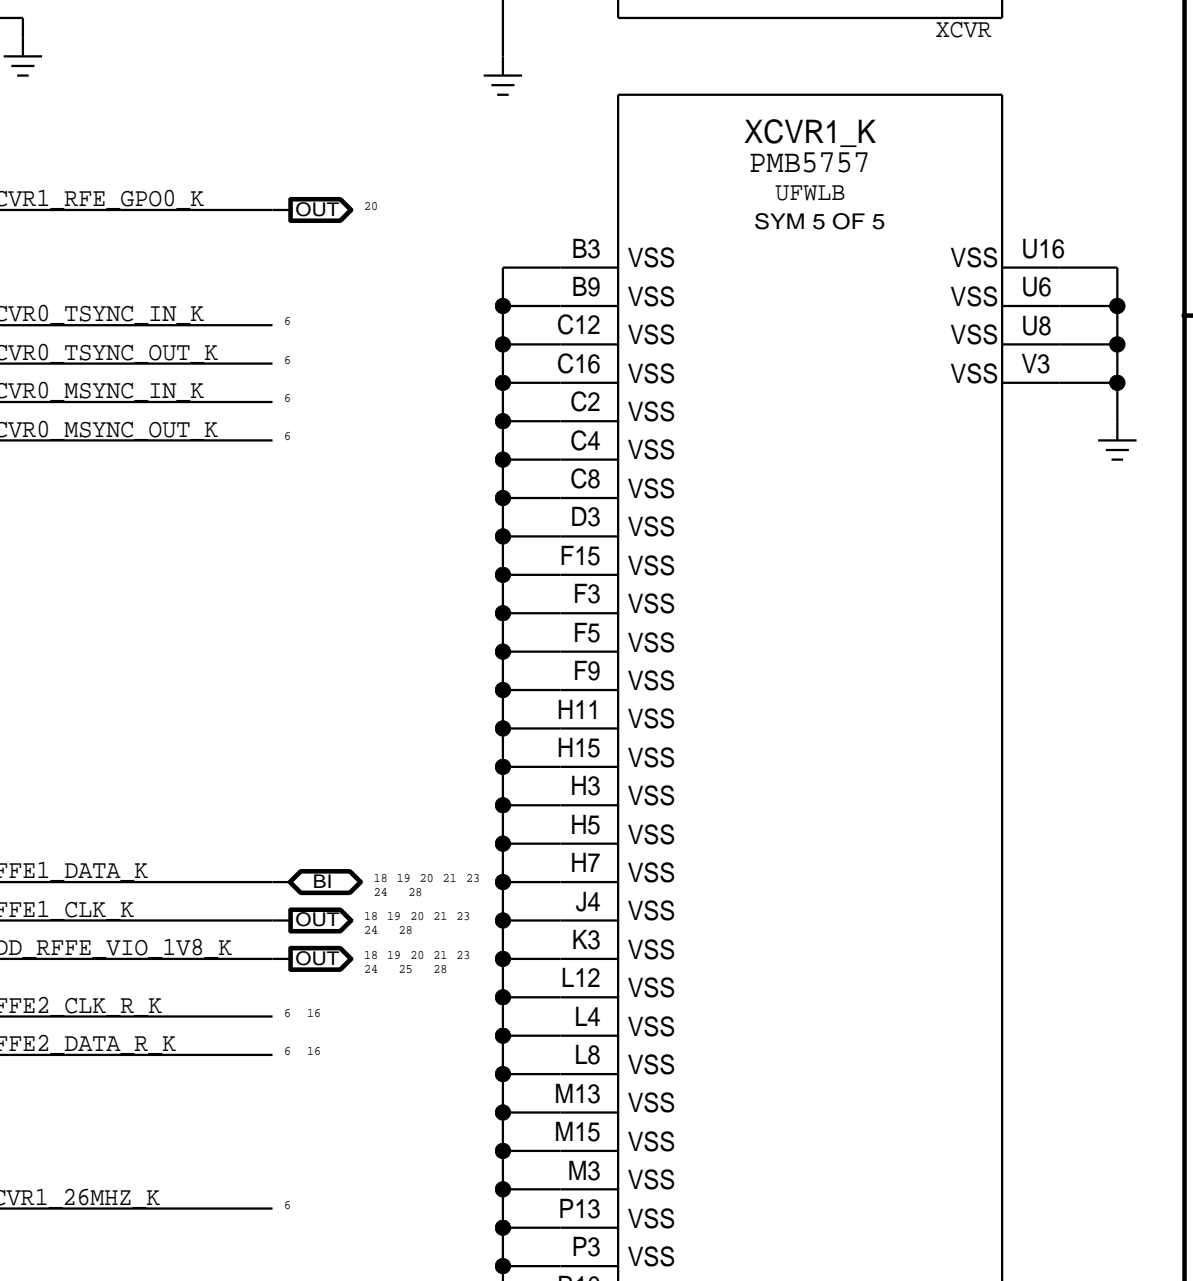 XCVR
XCVR1_K
PMB5757
UFWLB
SYM 5 OF 5
CVR1_RFE_GPO0_K OUT 20
CVR0_TSYNC_IN_K 6
CVR0_TSYNC_OUT_K 6
CVR0_MSYNC_IN_K 6
CVR0_MSYNC_OUT_K 6
FFE1_DATA_K BI 18 19 20 21 23
24 28
FFE1_CLK_K OUT 18 19 20 21 23
24 28
DD_RFFE_VIO_1V8_K OUT 18 19 20 21 23
24 25 28
FFE2_CLK_R_K 6 16
FFE2_DATA_R_K 6 16
CVR1_26MHZ_K 6
B3 VSS
B9 VSS
C12 VSS
C16 VSS
C2 VSS
C4 VSS
C8 VSS
D3 VSS
F15 VSS
F3 VSS
F5 VSS
F9 VSS
H11 VSS
H15 VSS
H3 VSS
H5 VSS
H7 VSS
J4 VSS
K3 VSS
L12 VSS
L4 VSS
L8 VSS
M13 VSS
M15 VSS
M3 VSS
P13 VSS
P3 VSS
VSS U16
VSS U6
VSS U8
VSS V3